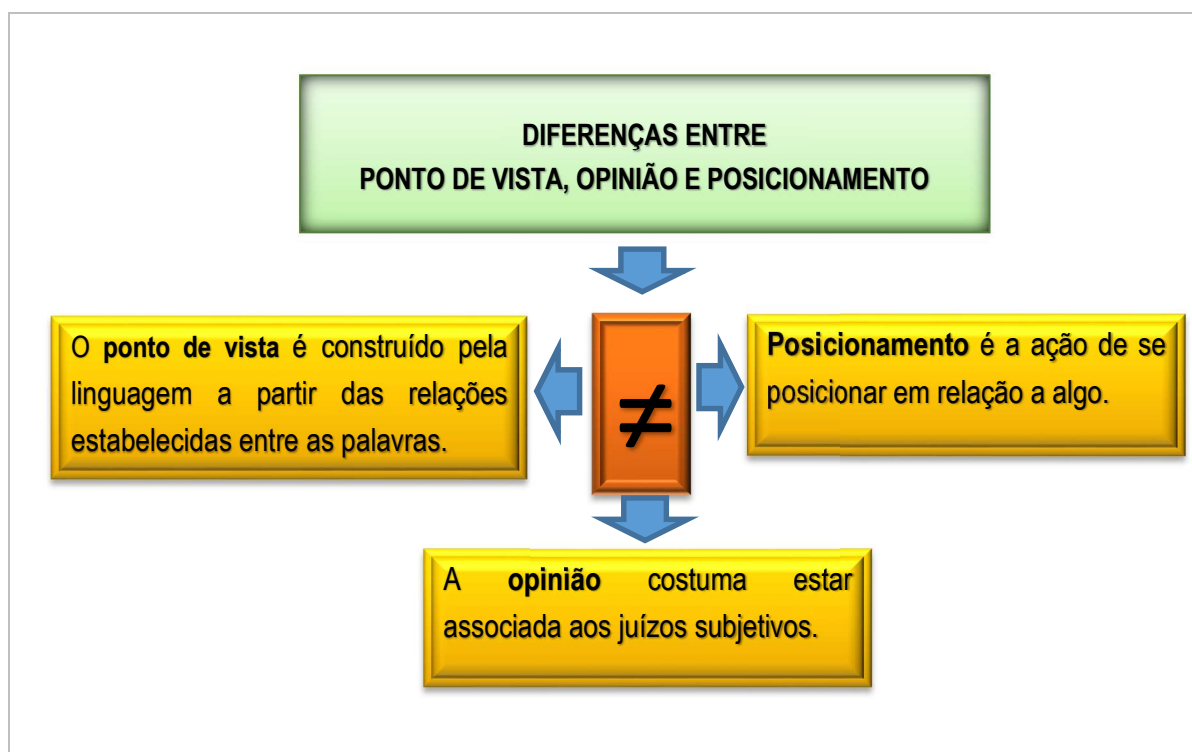 DIFERENÇAS ENTRE
PONTO DE VISTA, OPINIÃO E POSICIONAMENTO
O ponto de vista é construído pela
linguagem a partir das relações
estabelecidas entre as palavras.
≠
Posicionamento é a ação de se
posicionar em relação a algo.
A opinião costuma estar
associada aos juízos subjetivos.